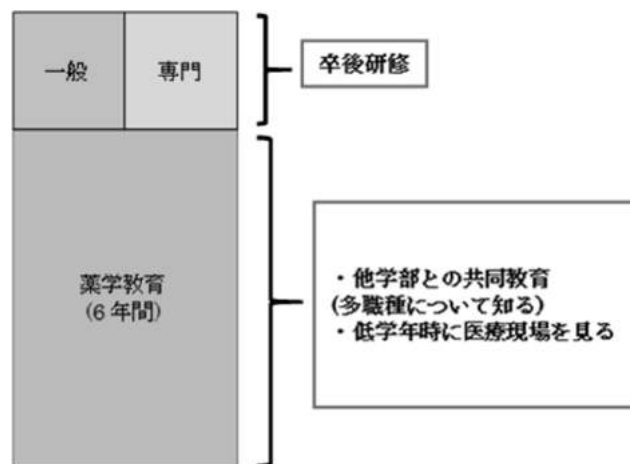 一般
専門
卒後研修
薬学教育
(6年間)
・他学部との共同教育
(多職種について知る)
・低学年時に医療現場を見る